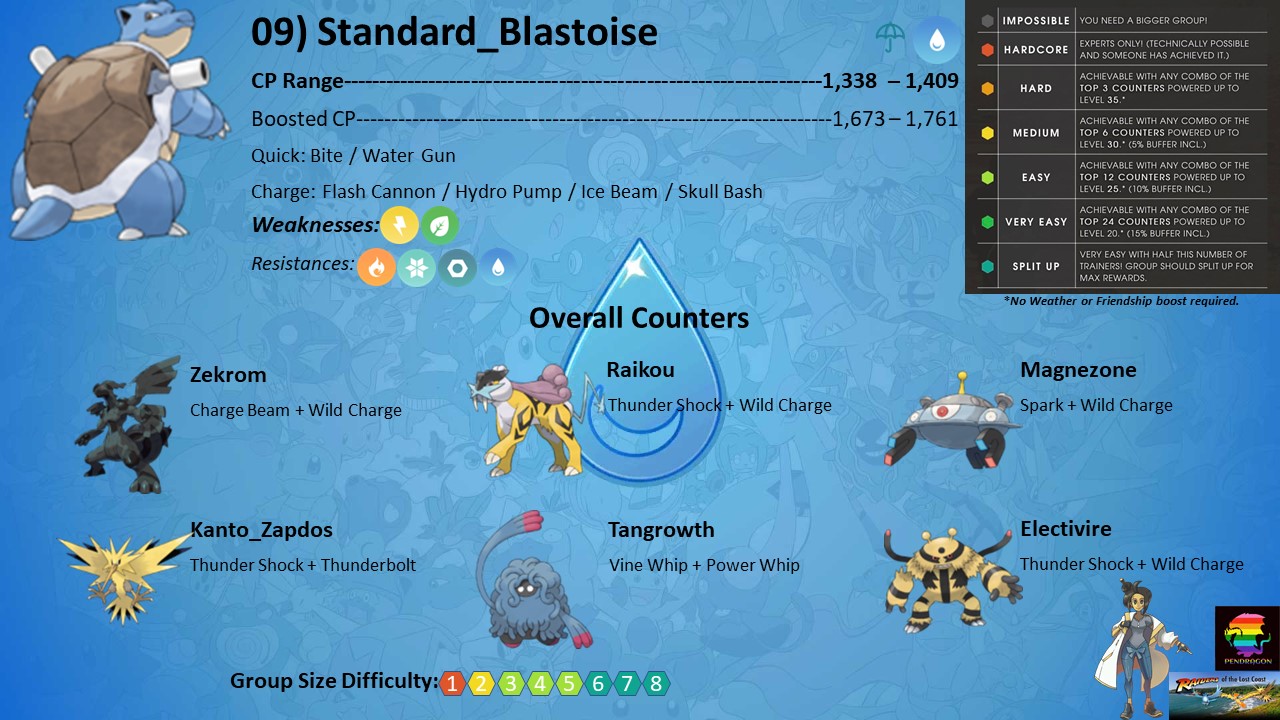 09) Standard_Blastoise
CP Range--------------------------------------------------------------------1,338 – 1,409
Boosted CP--------------------------------------------------------------------1,673 – 1,761
Quick: Bite / Water Gun
Charge: Flash Cannon / Hydro Pump / Ice Beam / Skull Bash
Weaknesses:
Resistances:
IMPOSSIBLE YOU NEED A BIGGER GROUP!
HARDCORE EXPERTS ONLY! (TECHNICALLY POSSIBLE
AND SOMEONE HAS ACHIEVED IT.)
HARD ACHIEVABLE WITH ANY COMBO OF THE
TOP 3 COUNTERS POWERED UP TO
LEVEL 35.*
MEDIUM ACHIEVABLE WITH ANY COMBO OF THE
TOP 6 COUNTERS POWERED UP TO
LEVEL 30.* (5% BUFFER INCL.)
EASY ACHIEVABLE WITH ANY COMBO OF THE
TOP 12 COUNTERS POWERED UP TO
LEVEL 25.* (10% BUFFER INCL.)
VERY EASY ACHIEVABLE WITH ANY COMBO OF THE
TOP 24 COUNTERS POWERED UP TO
LEVEL 20.* (15% BUFFER INCL.)
SPLIT UP VERY EASY WITH HALF THIS NUMBER OF
TRAINERS! GROUP SHOULD SPLIT UP FOR
MAX REWARDS.
*No Weather or Friendship boost required.
Overall Counters
Zekrom
Charge Beam + Wild Charge
Raikou
Thunder Shock + Wild Charge
Magnezone
Spark + Wild Charge
Kanto_Zapdos
Thunder Shock + Thunderbolt
Tangrowth
Vine Whip + Power Whip
Electivire
Thunder Shock + Wild Charge
Group Size Difficulty: 1 2 3 4 5 6 7 8
PENDRAGON
RAIDERS of the Lost Coast